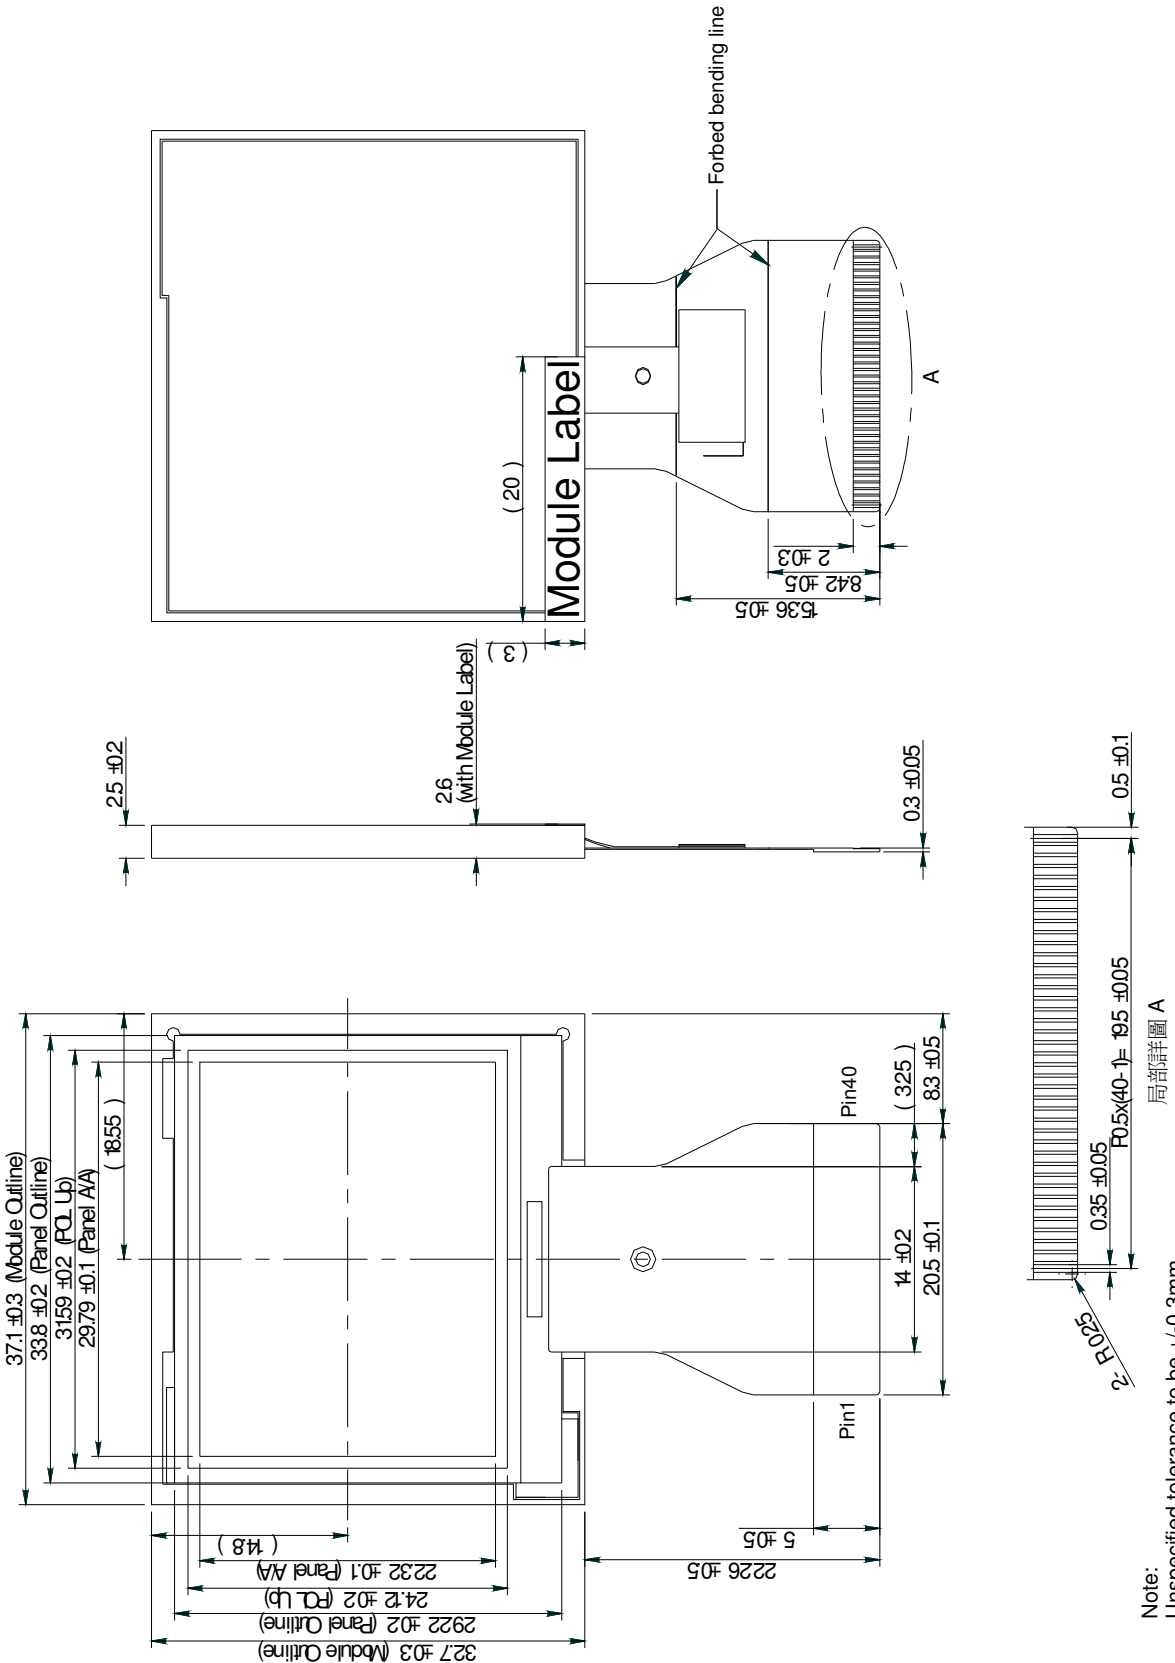 37.1 ±0.3 (Module Outline)
33.8 ±0.2 (Panel Outline)
31.59 ±0.2 (POL Up)
29.79 ±0.1 (Panel AA)
( 18.55 )
( 14.8 )
22.32 ±0.1 (Panel AA)
24.12 ±0.2 (POL Up)
29.22 ±0.2 (Panel Outline)
32.7 ±0.3 (Module Outline)
Pin40
Pin1
( 3.25 )
8.3 ±0.5
14 ±0.2
20.5 ±0.1
5 ±0.5
22.26 ±0.5
2.5 ±0.2
2.6
(with Module Label)
0.3 ±0.05
( 3 )
( 20 )
Module Label
Forbed bending line
A
2 ±0.3
8.42 ±0.5
15.36 ±0.5
0.5 ±0.1
P0.5x(40-1)= 19.5 ±0.05
0.35 ±0.05
2- R0.25
局部詳圖 A
Note:
Unspecified tolerance to be +/-0.3mm